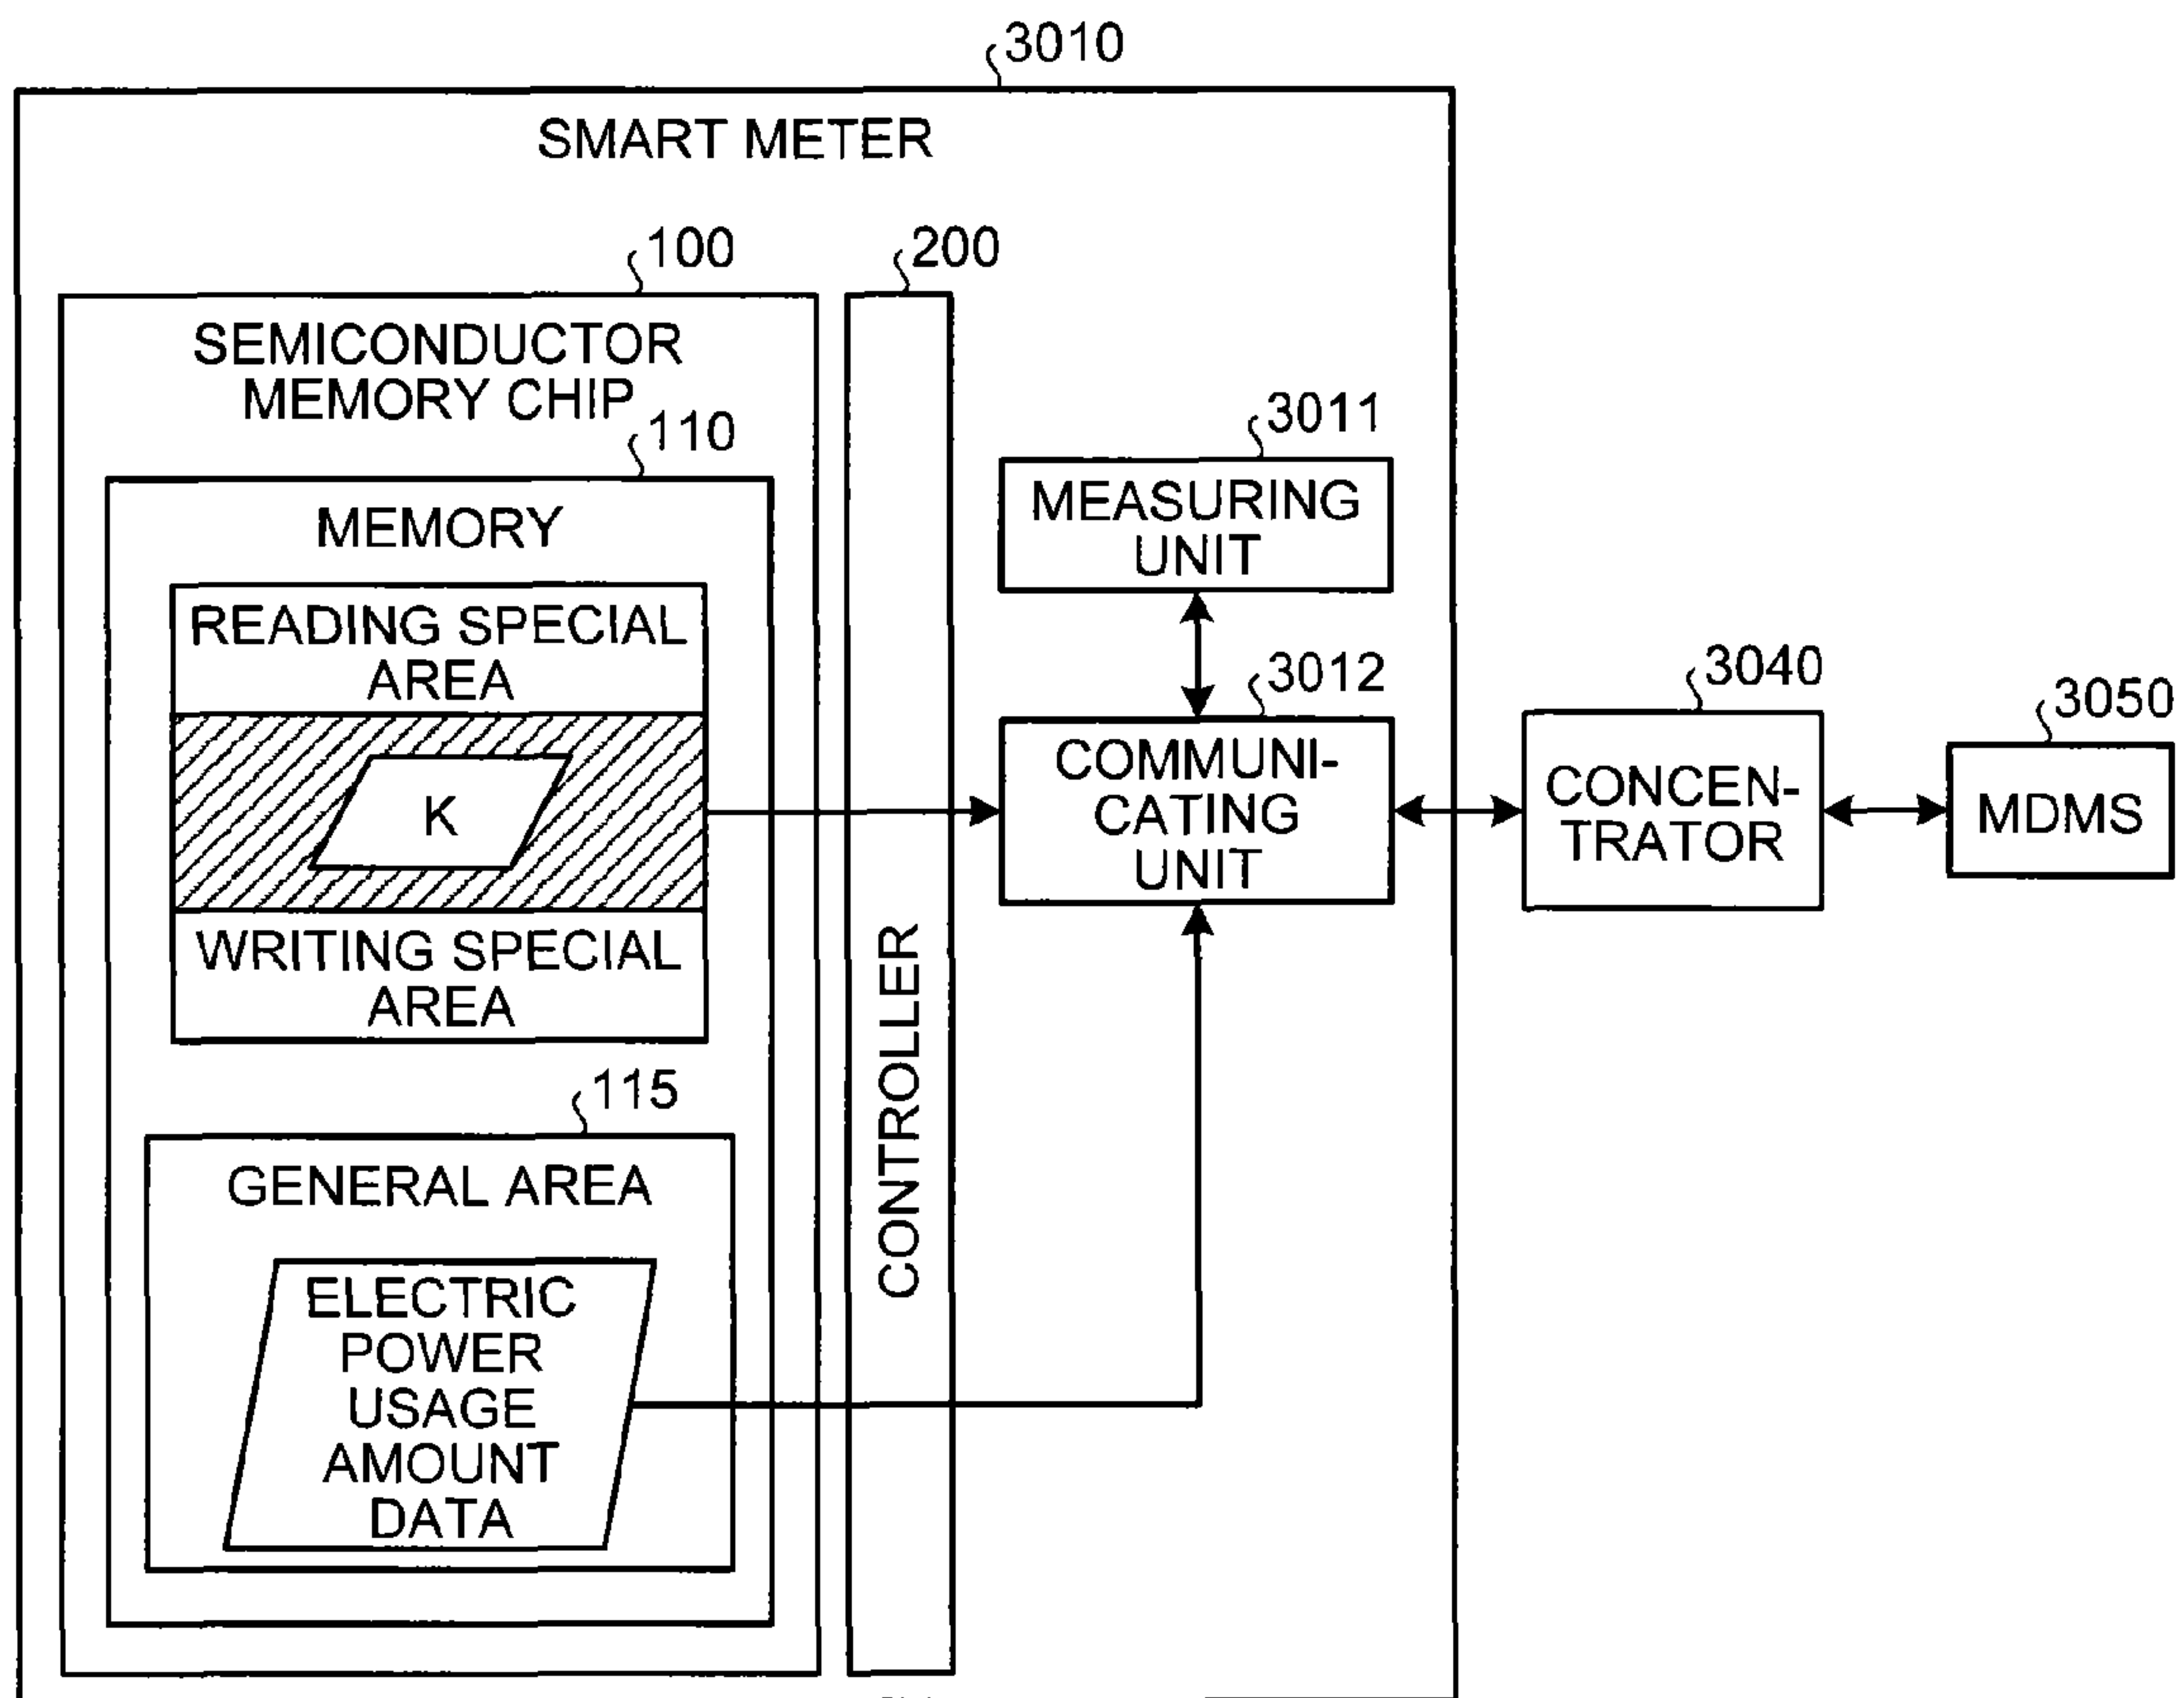 3010
SMART METER
100
200
SEMICONDUCTOR
MEMORY CHIP
110
3011
MEMORY
MEASURING
UNIT
READING SPECIAL
AREA
3012
3040
3050
K
COMMUNI-
CATING
UNIT
CONCEN-
TRATOR
MDMS
WRITING SPECIAL
AREA
CONTROLLER
115
GENERAL AREA
ELECTRIC
POWER
USAGE
AMOUNT
DATA